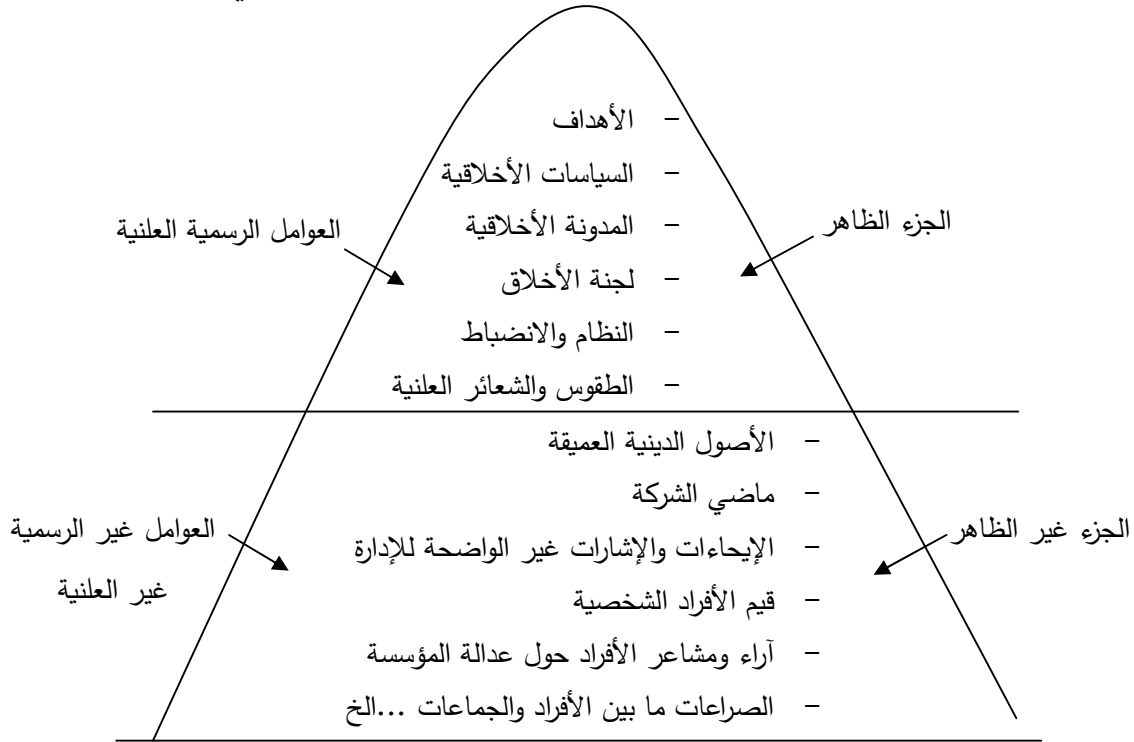 – الأهداف
– السياسات الأخلاقية
– المدونة الأخلاقية
– لجنة الأخلاق
– النظام والانضباط
– الطقوس والشعائر العلنية
الجزء الظاهر
العوامل الرسمية العلنية
– الأصول الدينية العميقة
– ماضي الشركة
– الإيحاءات والإشارات غير الواضحة للإدارة
– قيم الأفراد الشخصية
– آراء ومشاعر الأفراد حول عدالة المؤسسة
– الصراعات ما بين الأفراد والجماعات ...الخ
الجزء غير الظاهر
العوامل غير الرسمية
غير العلنية